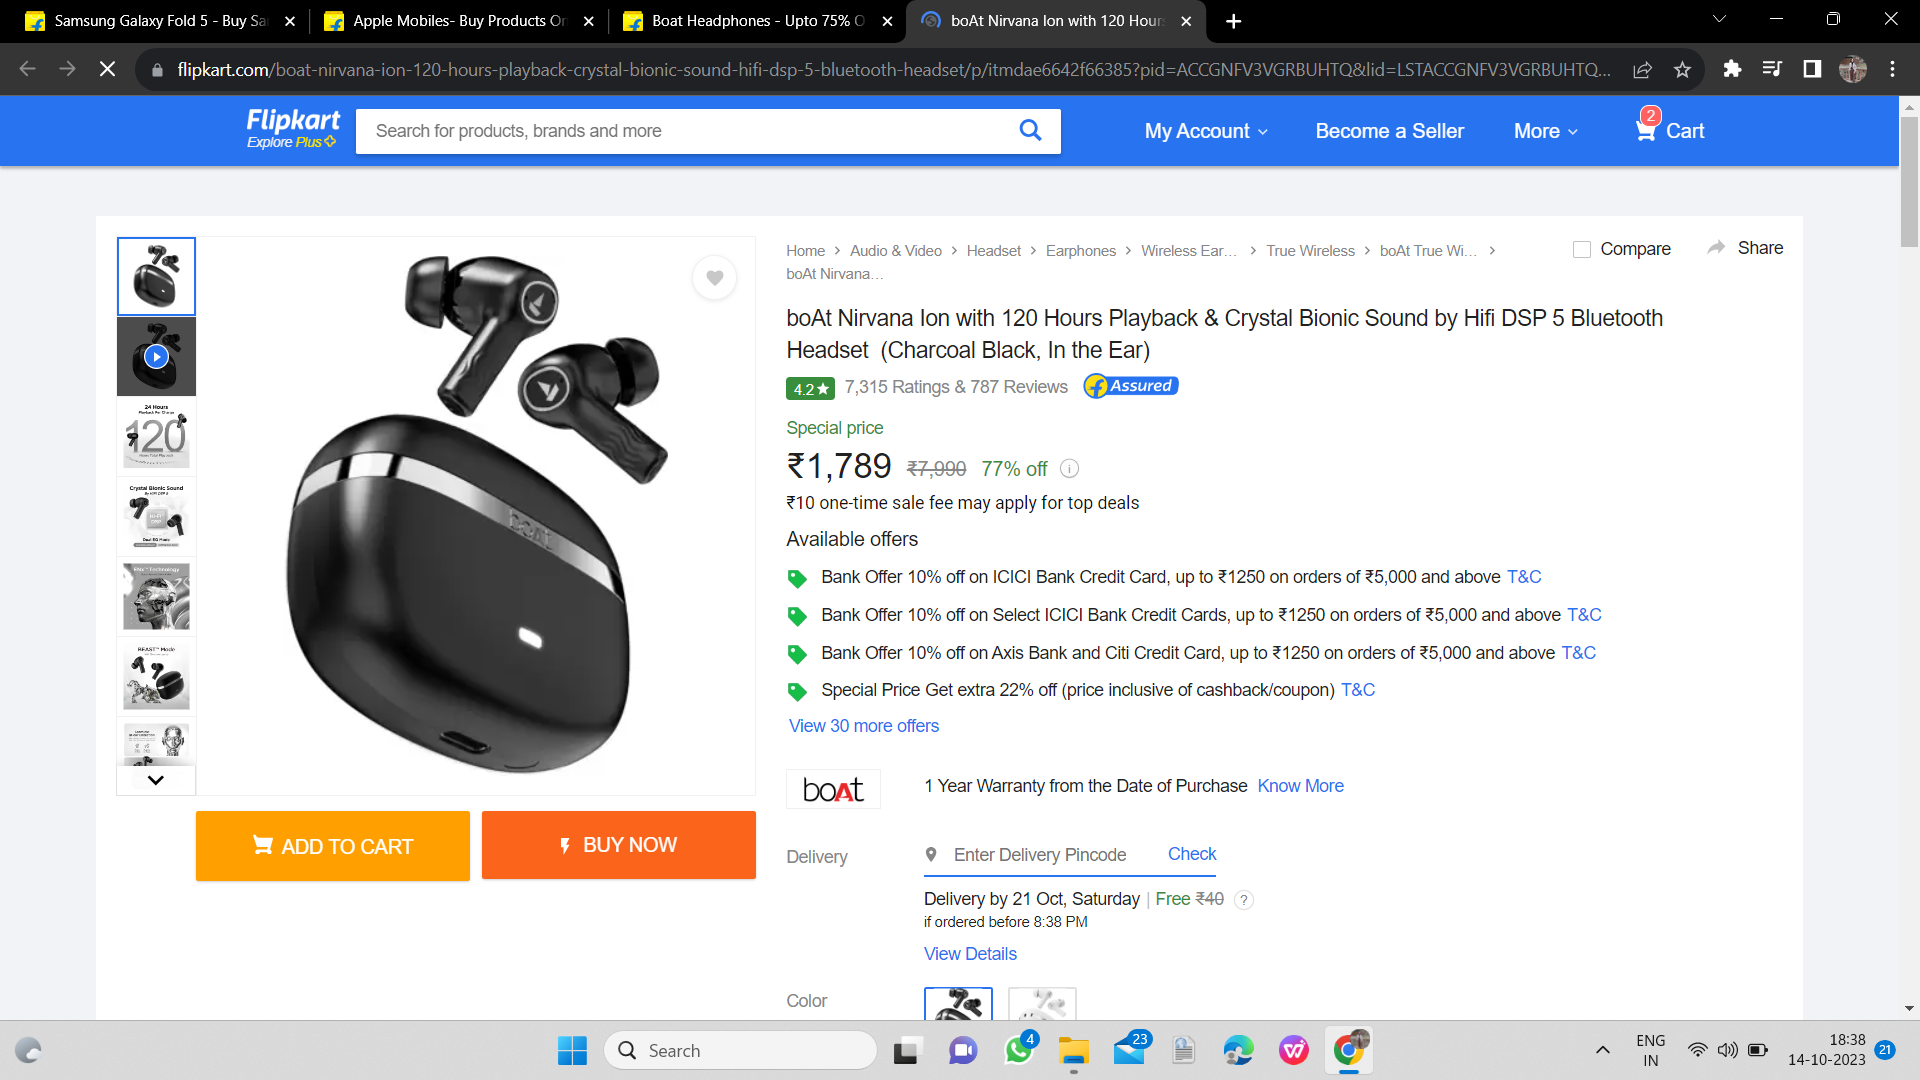 Samsung Galaxy Fold 5 - Buy Sa
Apple Mobiles- Buy Products On
Boat Headphones - Upto 75% O
boAt Nirvana Ion with 120 Hours
flipkart.com/boat-nirvana-ion-120-hours-playback-crystal-bionic-sound-hifi-dsp-5-bluetooth-headset/p/itmdae6642f66385?pid=ACCGNFV3VGRBUHTQ&lid=LSTACCGNFV3VGRBUHTQ...
Flipkart
Explore Plus
Search for products, brands and more
My Account
Become a Seller
More
2
Cart
Home > Audio & Video > Headset > Earphones > Wireless Ear... > True Wireless > boAt True Wi... >
boAt Nirvana...
Compare
Share
boAt Nirvana Ion with 120 Hours Playback & Crystal Bionic Sound by Hifi DSP 5 Bluetooth
Headset (Charcoal Black, In the Ear)
4.2★ 7,315 Ratings & 787 Reviews Assured
Special price
₹1,789 ₹7,990 77% off i
₹10 one-time sale fee may apply for top deals
Available offers
Bank Offer 10% off on ICICI Bank Credit Card, up to ₹1250 on orders of ₹5,000 and above T&C
Bank Offer 10% off on Select ICICI Bank Credit Cards, up to ₹1250 on orders of ₹5,000 and above T&C
Bank Offer 10% off on Axis Bank and Citi Credit Card, up to ₹1250 on orders of ₹5,000 and above T&C
Special Price Get extra 22% off (price inclusive of cashback/coupon) T&C
View 30 more offers
24 Hours
120
Crystal Bionic Sound
Dual EQ Mode
ENx™ Technology
BEAST™ Mode
boAt
ADD TO CART
BUY NOW
boAt
1 Year Warranty from the Date of Purchase Know More
Delivery
Enter Delivery Pincode
Check
Delivery by 21 Oct, Saturday | Free ₹40 ?
if ordered before 8:38 PM
View Details
Color
Search
4
23
ENG
IN
18:38
14-10-2023
21